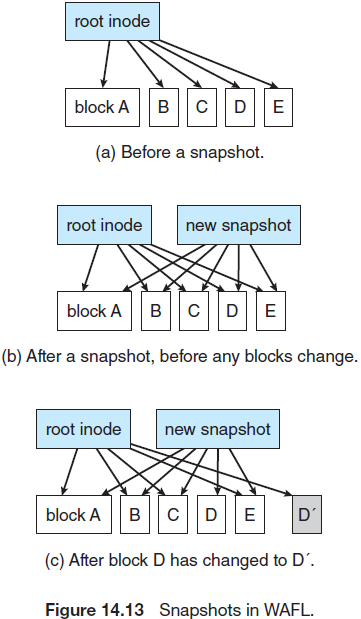 root inode
block A B C D E
(a) Before a snapshot.
root inode new snapshot
block A B C D E
(b) After a snapshot, before any blocks change.
root inode new snapshot
block A B C D E D´
(c) After block D has changed to D´.
Figure 14.13 Snapshots in WAFL.